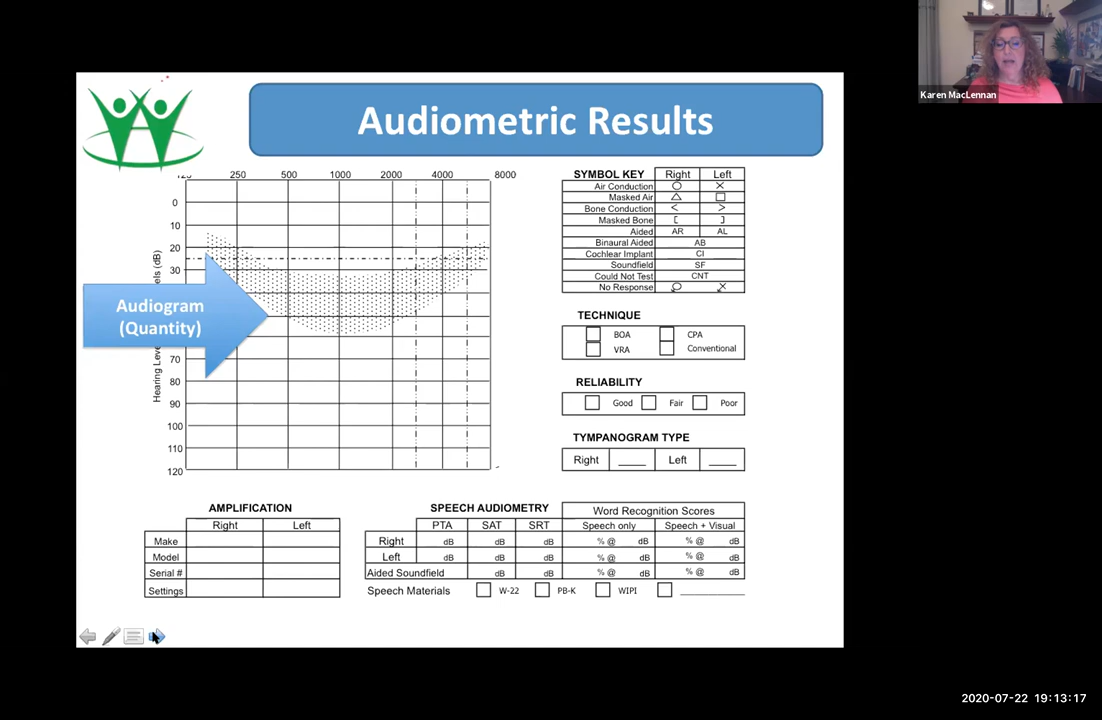 Karen MacLennan
Audiometric Results
250 500 1000 2000 4000 8000
0
10
20
30
70
80
90
100
110
120
Hearing Leve els (dB)
Audiogram
(Quantity)
SYMBOL KEY Right Left
Air Conduction
Masked Air
Bone Conduction < >
Masked Bone [ ]
Aided AR AL
Binaural Aided AB
Cochlear Implant CI
Soundfield SF
Could Not Test CNT
No Response
TECHNIQUE
BOA CPA
VRA Conventional
RELIABILITY
Good Fair Poor
TYMPANOGRAM TYPE
Right ____ Left ____
AMPLIFICATION
Right Left
Make
Model
Serial #
Settings
SPEECH AUDIOMETRY Word Recognition Scores
PTA SAT SRT Speech only Speech + Visual
Right dB dB dB % @ dB % @ dB
Left dB dB dB % @ dB % @ dB
Aided Soundfield dB dB % @ dB % @ dB
Speech Materials W-22 PB-K WIPI
2020-07-22 19:13:17